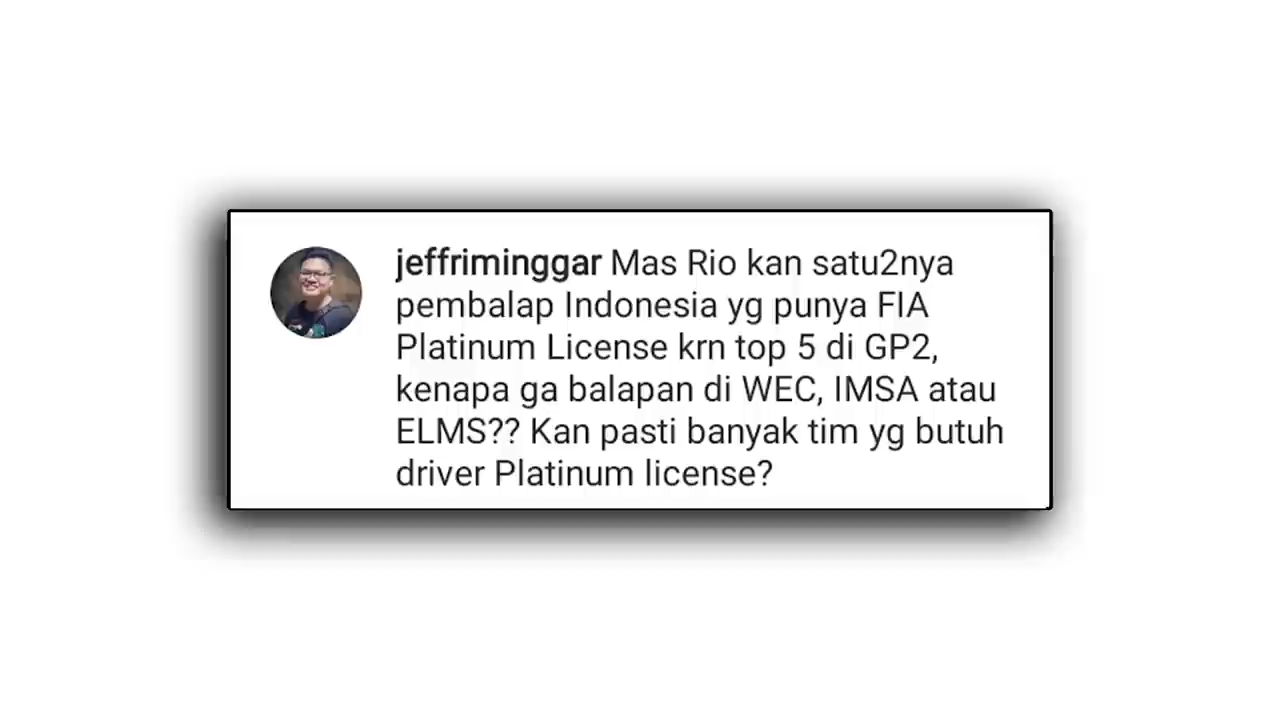 jeffriminggar Mas Rio kan satu2nya
pembalap Indonesia yg punya FIA
Platinum License krn top 5 di GP2,
kenapa ga balapan di WEC, IMSA atau
ELMS?? Kan pasti banyak tim yg butuh
driver Platinum license?